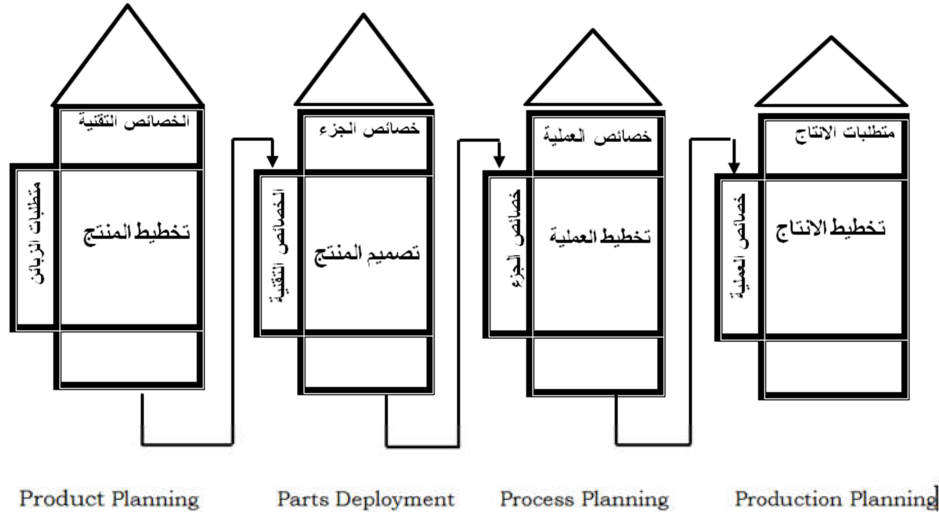 الخصائص التقنية
متطلبات الزبائن
تخطيط المنتج
خصائص الجزء
الخصائص التقنية
تصميم المنتج
خصائص العملية
خصائص الجزء
تخطيط العملية
متطلبات الانتاج
خصائص العملية
تخطيط الانتاج
Product Planning
Parts Deployment
Process Planning
Production Planning